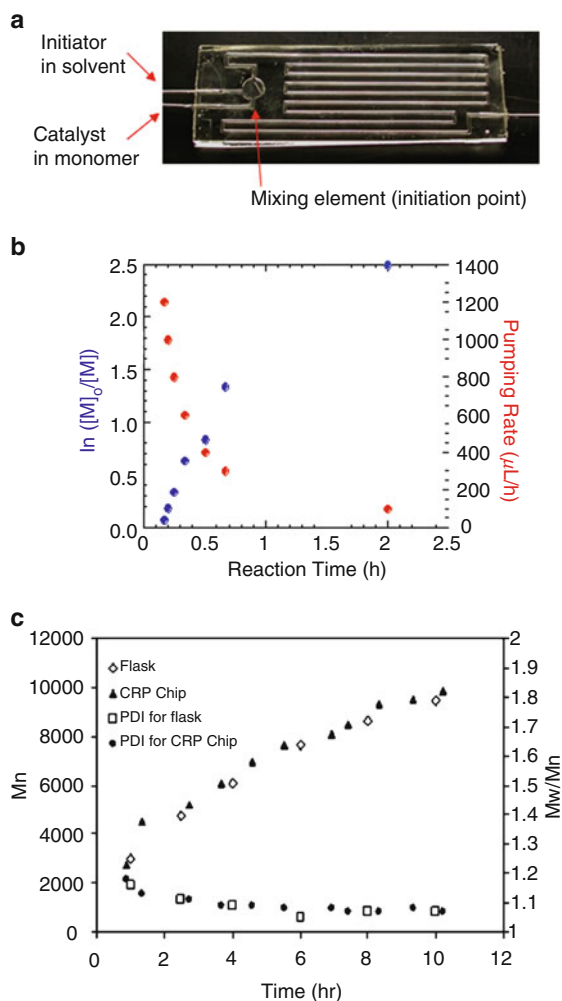 a
Initiator
in solvent
Catalyst
in monomer
Mixing element (initiation point)
b
2.5
2.0
1.5
1.0
0.5
0.0
ln ([M]o/[M])
1400
1200
1000
800
600
400
200
0
Pumping Rate (μL/h)
0 0.5 1 1.5 2 2.5
Reaction Time (h)
c
12000
10000
8000
6000
4000
2000
0
Mn
Flask
CRP Chip
PDI for flask
PDI for CRP Chip
2
1.9
1.8
1.7
1.6
1.5
1.4
1.3
1.2
1.1
1
Mw/Mn
0 2 4 6 8 10 12
Time (hr)